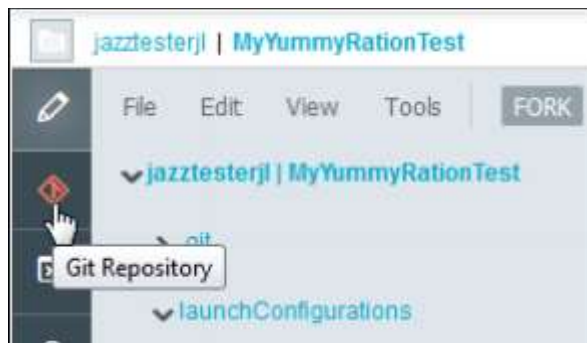 jazztesterjl | MyYummyRationTest
File Edit View Tools FORK
jazztesterjl | MyYummyRationTest
Git Repository
launchConfigurations